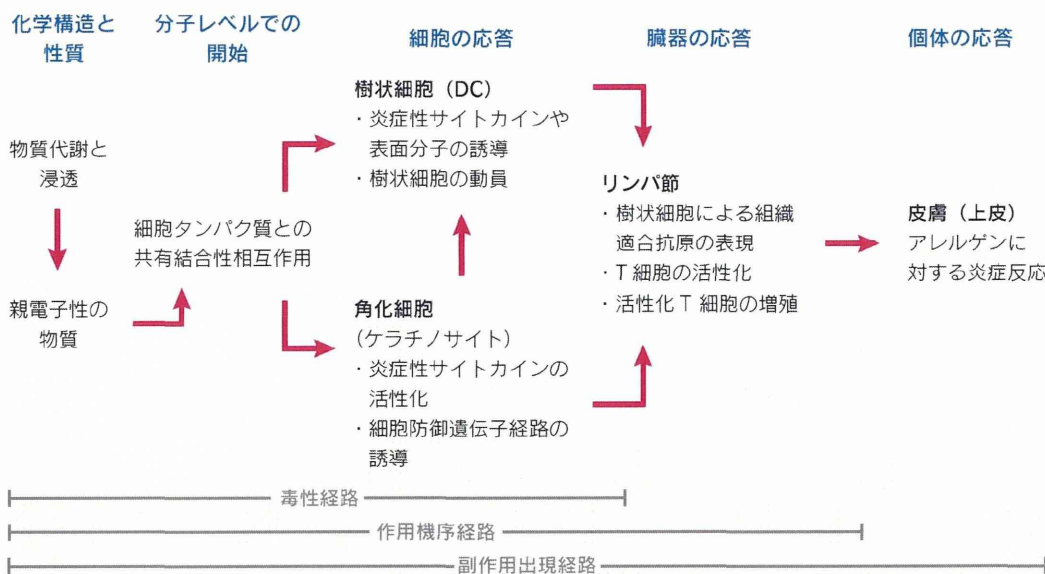 化学構造と
性質
分子レベルでの
開始
細胞の応答
臓器の応答
個体の応答
物質代謝と
浸透
親電子性の
物質
細胞タンパク質との
共有結合性相互作用
樹状細胞（DC）
・炎症性サイトカインや
表面分子の誘導
・樹状細胞の動員
角化細胞
（ケラチノサイト）
・炎症性サイトカインの
活性化
・細胞防御遺伝子経路の
誘導
リンパ節
・樹状細胞による組織
適合抗原の表現
・T 細胞の活性化
・活性化 T 細胞の増殖
皮膚（上皮）
アレルゲンに
対する炎症反応
毒性経路
作用機序経路
副作用出現経路